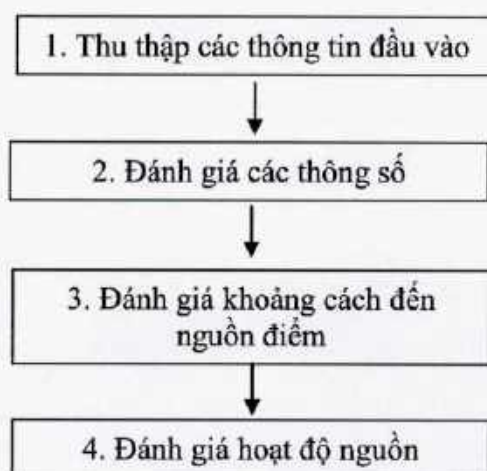 1. Thu thập các thông tin đầu vào
2. Đánh giá các thông số
3. Đánh giá khoảng cách đến
nguồn điểm
4. Đánh giá hoạt độ nguồn